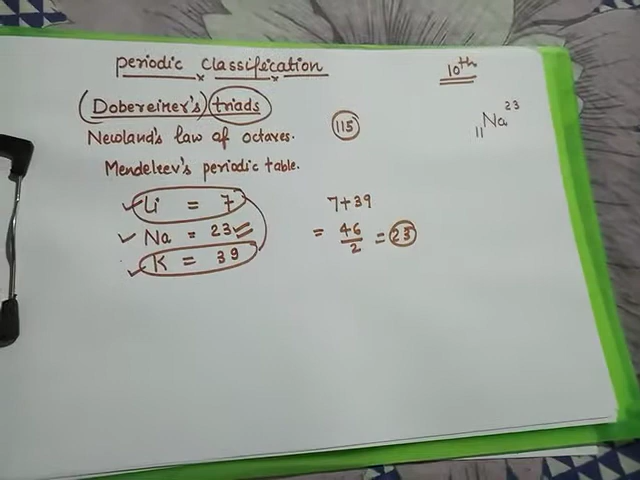 periodic classification
10th
(Dobereiner's) triads
Newland's law of octaves.
115
11Na23
Mendeleev's periodic table.
Li = 7
7+39
Na = 23
= 46/2 = 23
K = 39